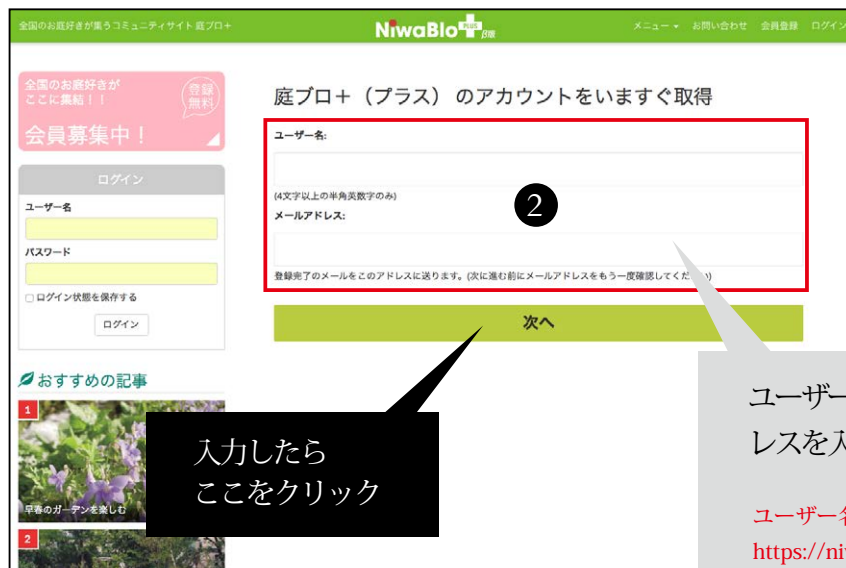 全国のお庭好きが集うコミュニティサイト 庭ブロ+
NiwaBlo PLUS β版
メニュー お問い合わせ 会員登録 ログイン
全国のお庭好きが
ここに集結!!
登録
無料
会員募集中!
ログイン
ユーザー名
パスワード
ログイン状態を保存する
ログイン
おすすめの記事
1
早春のガーデンを楽しむ
2
庭ブロ+(プラス) のアカウントをいますぐ取得
ユーザー名:
(4文字以上の半角英数字のみ)
2
メールアドレス:
登録完了のメールをこのアドレスに送ります。(次に進む前にメールアドレスをもう一度確認してくだ い)
次へ
入力したら
ここをクリック
ユーザー
レスを入
ユーザー名
https://ni